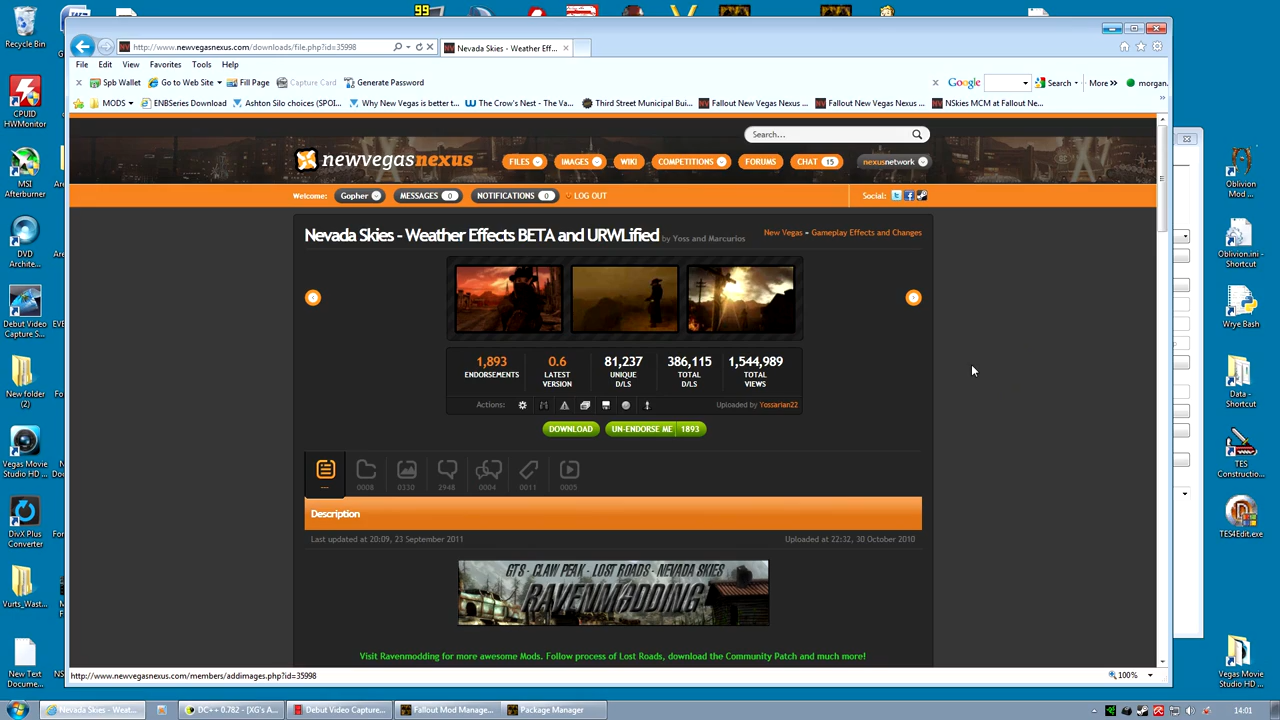 99
http://www.newvegasnexus.com/downloads/file.php?id=35998
Nevada Skies - Weather Eff...
File Edit View Favorites Tools Help
Spb Wallet Go to Web Site Fill Page Capture Card Generate Password
Google Search More >> morgan.
MODS ENBSeries Download Ashton Silo choices (SPOI... Why New Vegas is better t... The Crow's Nest - The Va... Third Street Municipal Bui... Fallout New Vegas Nexus ... Fallout New Vegas Nexus ... NSkies MCM at Fallout Ne...
Search...
newvegasnexus FILES IMAGES WIKI COMPETITIONS FORUMS CHAT 15 nexusnetwork
Welcome: Gopher MESSAGES 0 NOTIFICATIONS 0 LOG OUT Social:
Nevada Skies - Weather Effects BETA and URWLified by Yoss and Marcurios New Vegas » Gameplay Effects and Changes
1,893 0.6 81,237 386,115 1,544,989
ENDORSEMENTS LATEST VERSION UNIQUE D/LS TOTAL D/LS TOTAL VIEWS
Actions: Uploaded by Yossarian22
DOWNLOAD UN-ENDORSE ME 1893
--- 0008 0330 2948 0004 0011 0005
Description
Last updated at 20:09, 23 September 2011 Uploaded at 22:32, 30 October 2010
GTS - CLAW PEAK - LOST ROADS - NEVADA SKIES
RAVENMODDING
Visit Ravenmodding for more awesome Mods. Follow process of Lost Roads, download the Community Patch and much more!
http://www.newvegasnexus.com/members/addimages.php?id=35998 100%
Recycle Bin
CPUID HWMonitor
MSI Afterburner
DVD Archite...
Debut Video Capture S...
New folder (2)
Vegas Movie Studio HD ...
DivX Plus Converter
Vurts_Wast...
New Text Docume...
Oblivion Mod ...
Oblivion.ini - Shortcut
Wrye Bash
Data - Shortcut
TES Constructio...
TES4Edit.exe
Vegas Movie Studio HD ...
Nevada Skies - Weat... DC++ 0.782 - [XG's A... Debut Video Capture... Fallout Mod Manage... Package Manager 14:01